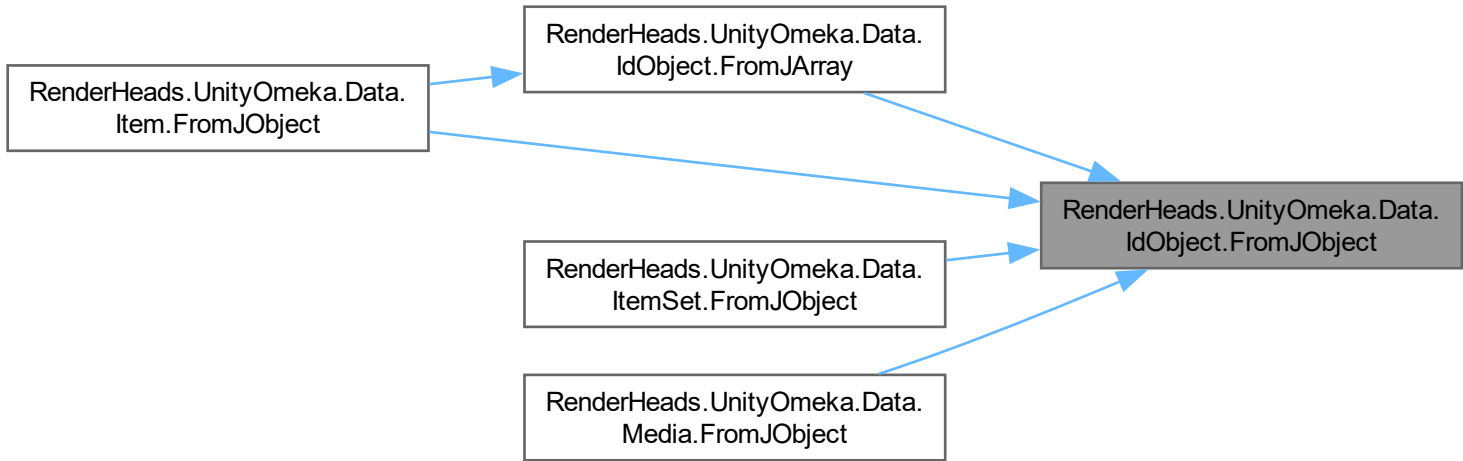 RenderHeads.UnityOmeka.Data.
IdObject.FromJArray
RenderHeads.UnityOmeka.Data.
Item.FromJObject
RenderHeads.UnityOmeka.Data.
IdObject.FromJObject
RenderHeads.UnityOmeka.Data.
ItemSet.FromJObject
RenderHeads.UnityOmeka.Data.
Media.FromJObject